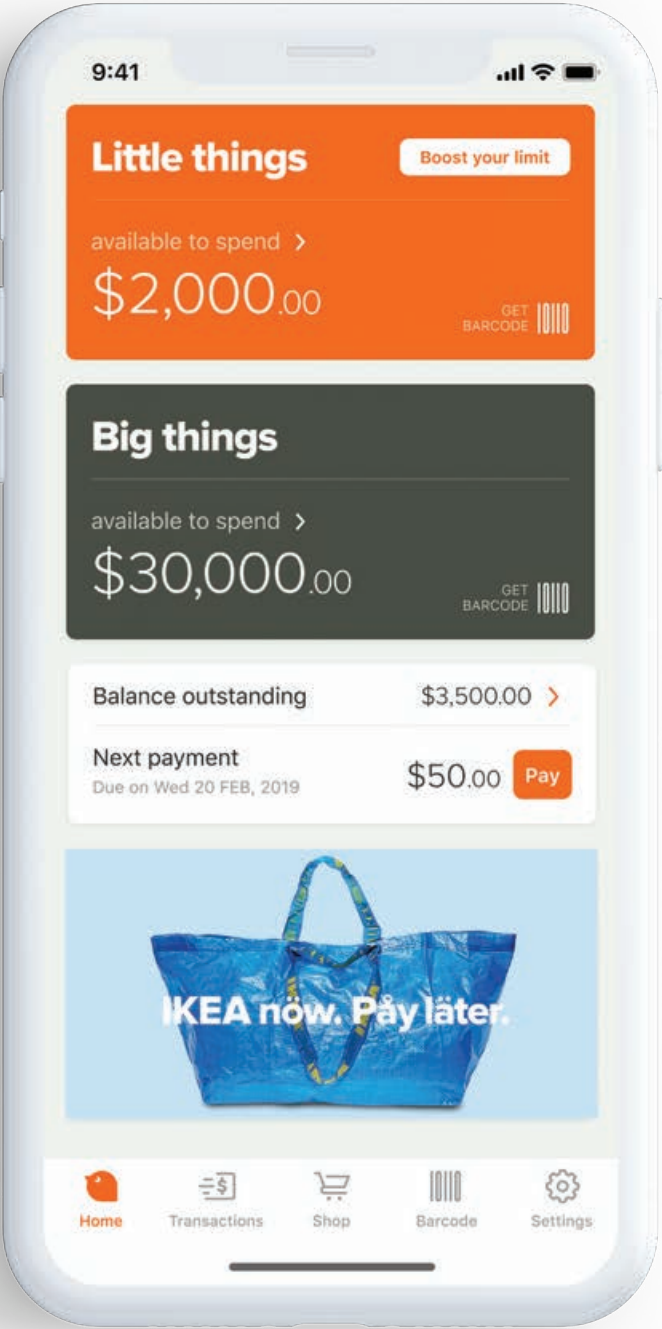 9:41
Little things
Boost your limit
available to spend
$2,000.00
GET
BARCODE
Big things
available to spend
$30,000.00
GET
BARCODE
Balance outstanding
$3,500.00
Next payment
Due on Wed 20 FEB, 2019
$50.00
Pay
IKEA nöw. Påy läter.
Home
Transactions
Shop
Barcode
Settings